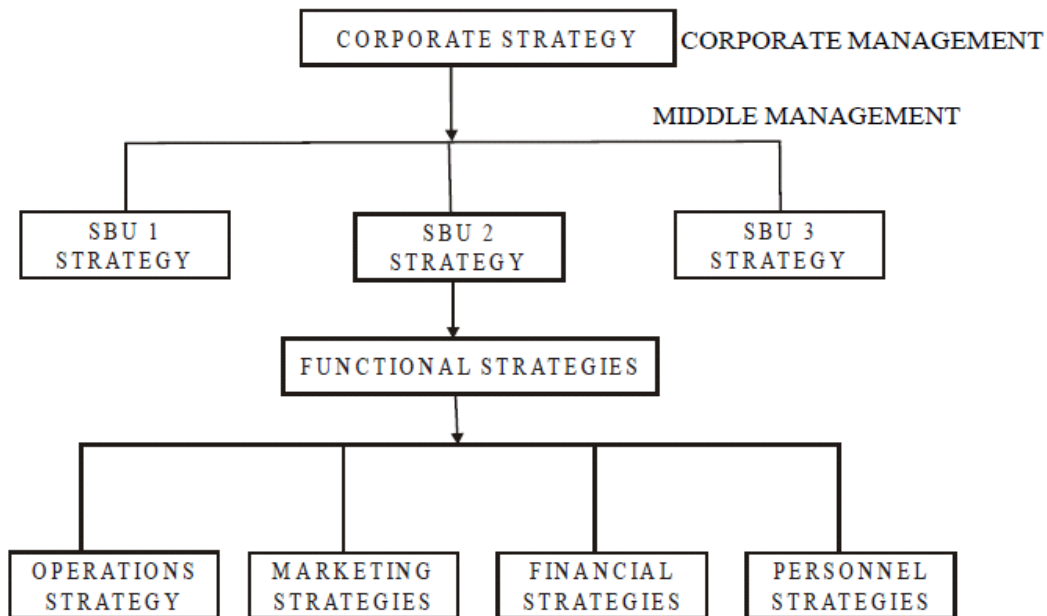 CORPORATE STRATEGY
CORPORATE MANAGEMENT
MIDDLE MANAGEMENT
SBU 1
STRATEGY
SBU 2
STRATEGY
SBU 3
STRATEGY
FUNCTIONAL STRATEGIES
OPERATIONS
STRATEGY
MARKETING
STRATEGIES
FINANCIAL
STRATEGIES
PERSONNEL
STRATEGIES